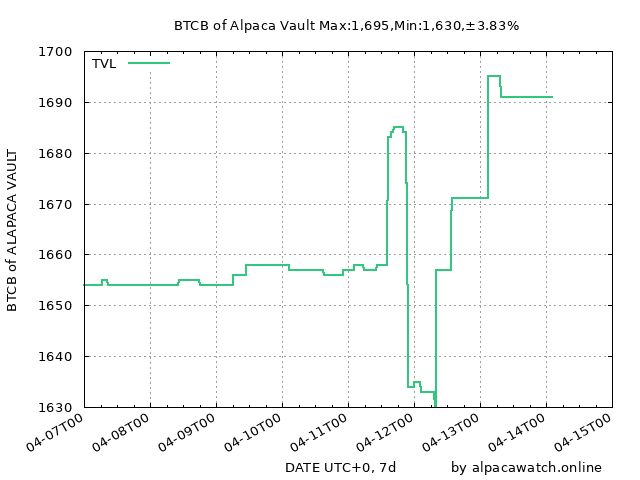 BTCB of Alpaca Vault Max:1,695,Min:1,630,±3.83%
1700
TVL
1690
1680
1670
1660
1650
1640
1630
BTCB of ALAPACA VAULT
04-07T00
04-08T00
04-09T00
04-10T00
04-11T00
04-12T00
04-13T00
04-14T00
04-15T00
DATE UTC+0, 7d
by alpacawatch.online